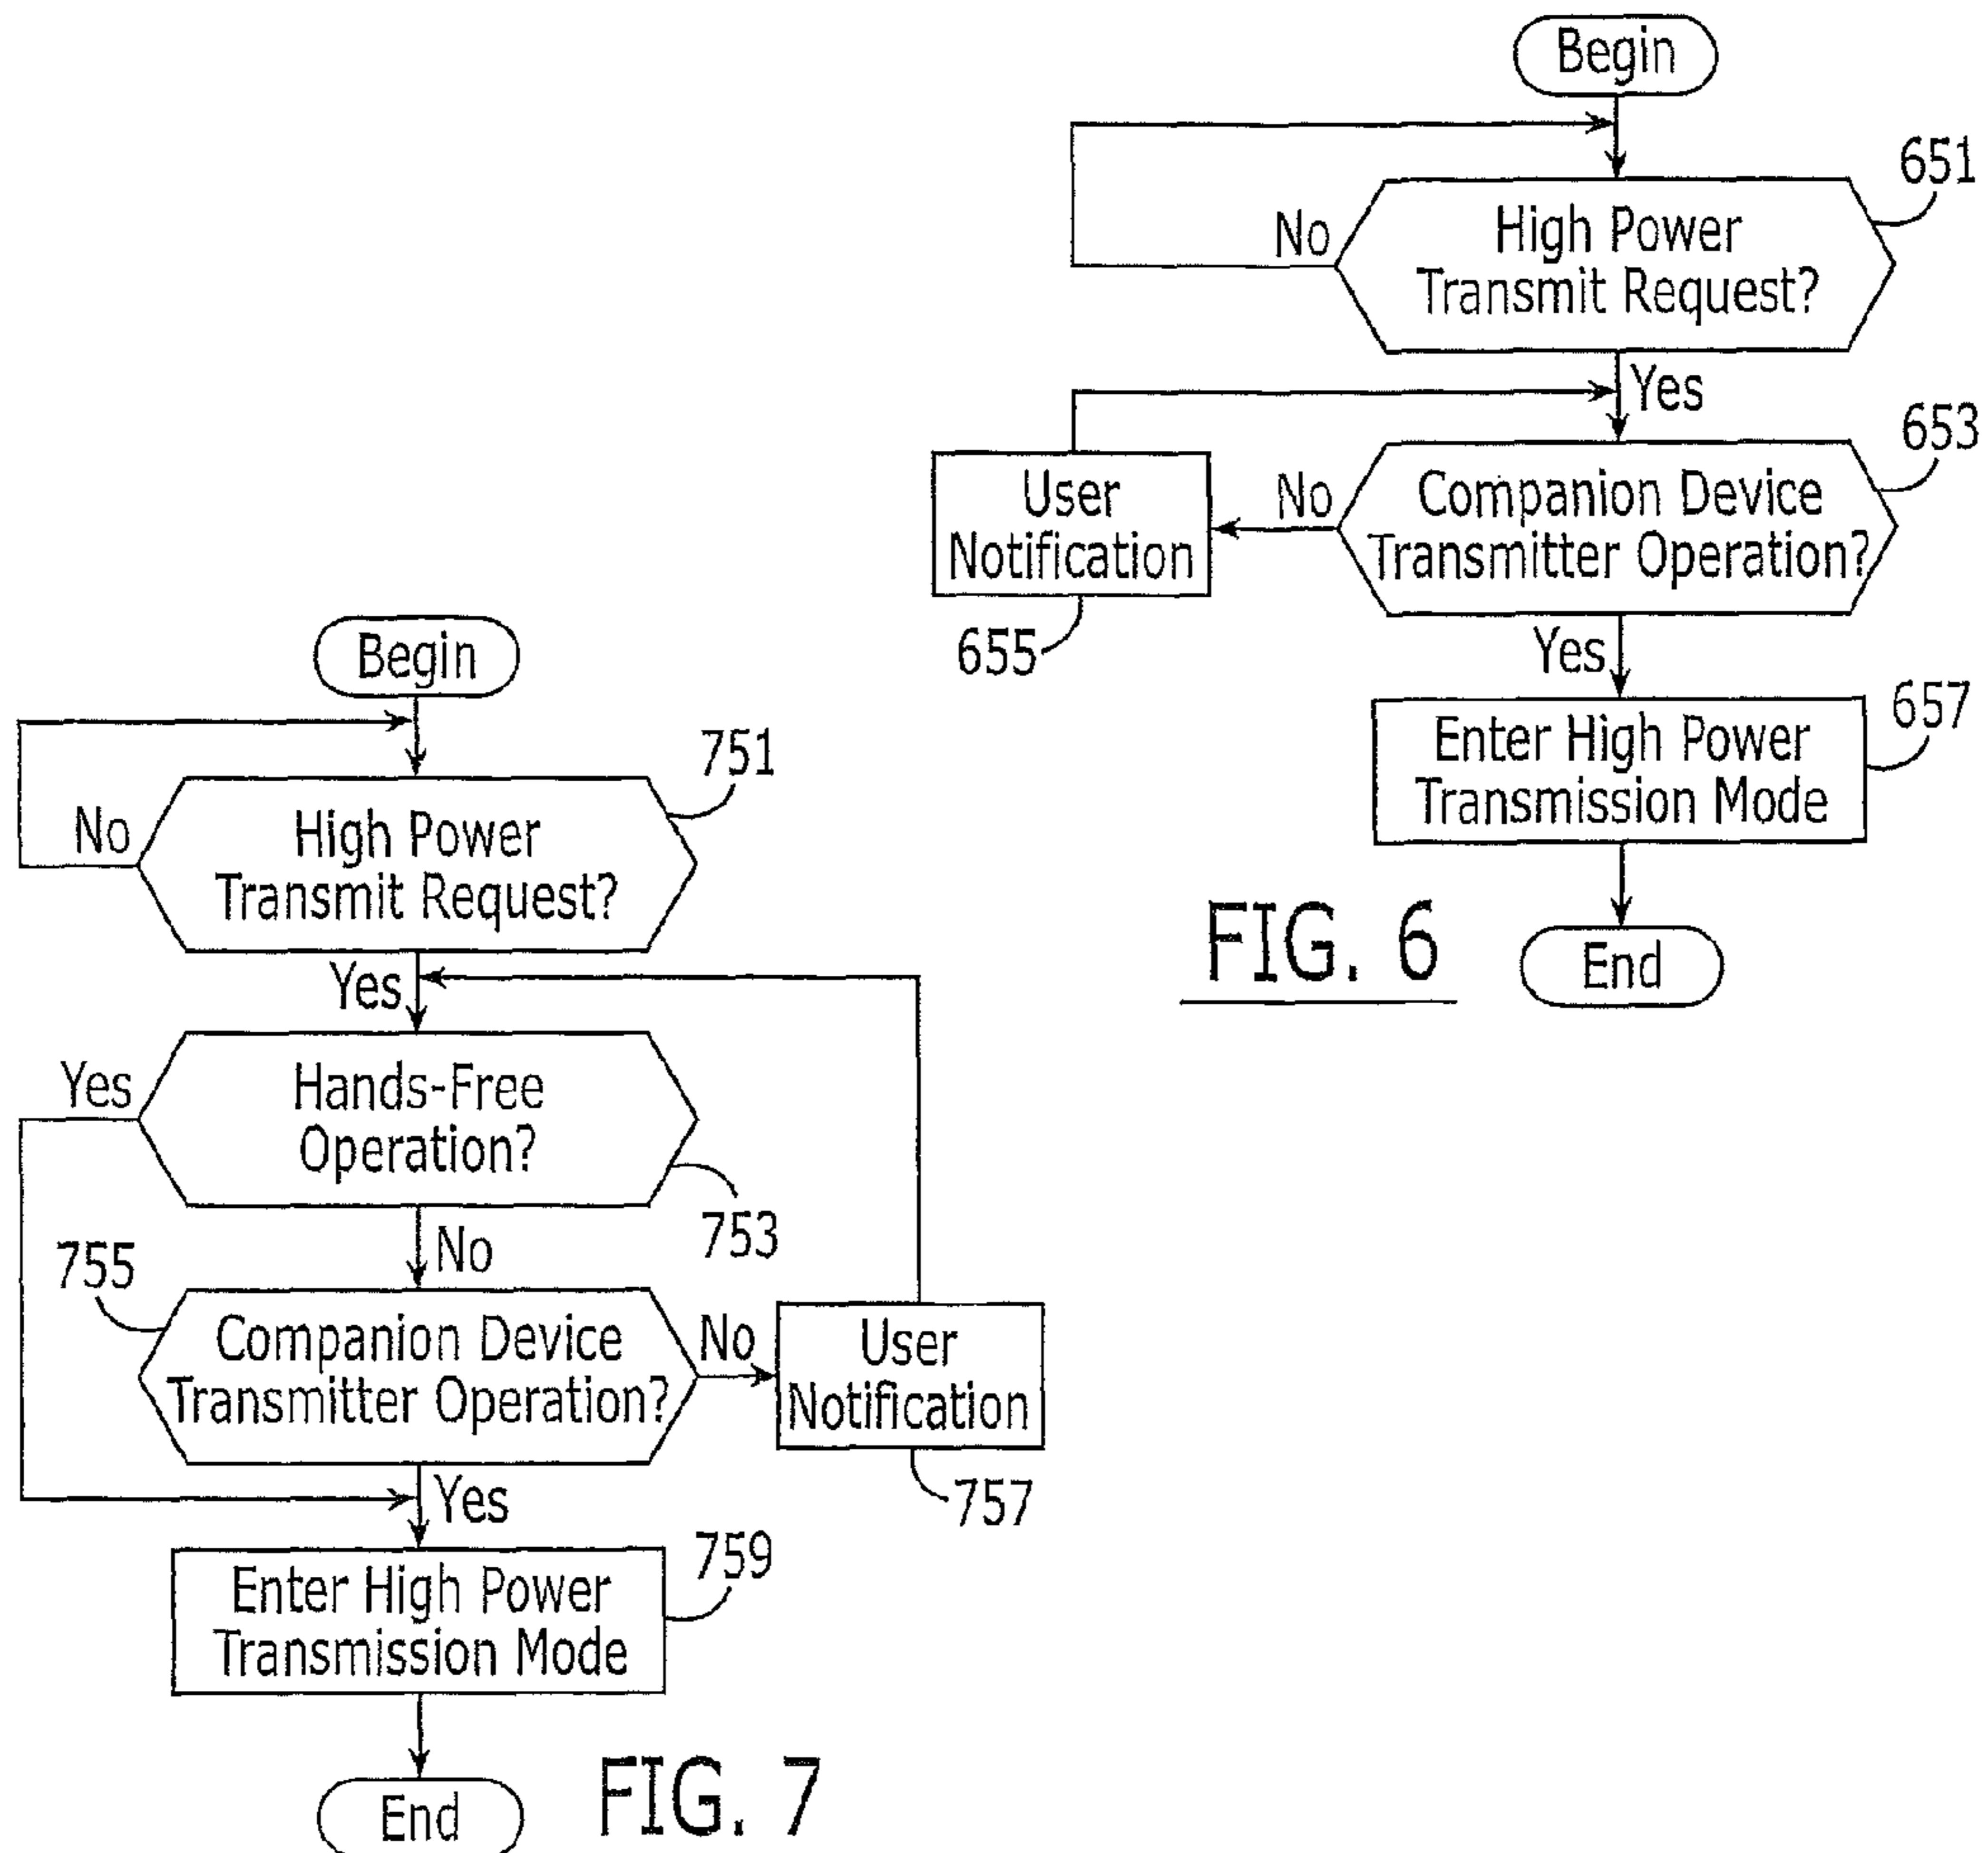 Begin
651
No
High Power
Transmit Request?
Yes
653
User
Notification
No
Companion Device
Transmitter Operation?
655
Yes
657
Enter High Power
Transmission Mode
FIG. 6
End
Begin
751
No
High Power
Transmit Request?
Yes
Yes
Hands-Free
Operation?
753
No
755
Companion Device
Transmitter Operation?
No
User
Notification
757
Yes
759
Enter High Power
Transmission Mode
End
FIG. 7